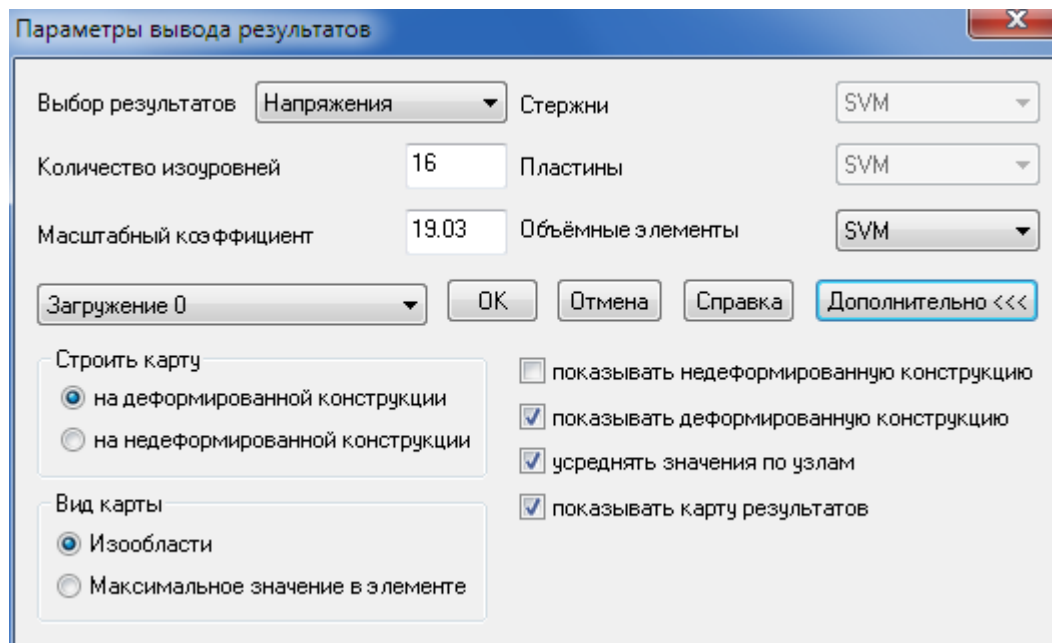 Параметры вывода результатов
Выбор результатов Напряжения Стержни SVM
Количество изоуровней 16 Пластины SVM
Масштабный коэффициент 19.03 Объёмные элементы SVM
Загружение 0 OK Отмена Справка Дополнительно <<<
Строить карту
на деформированной конструкции
на недеформированной конструкции
показывать недеформированную конструкцию
показывать деформированную конструкцию
усреднять значения по узлам
показывать карту результатов
Вид карты
Изообласти
Максимальное значение в элементе